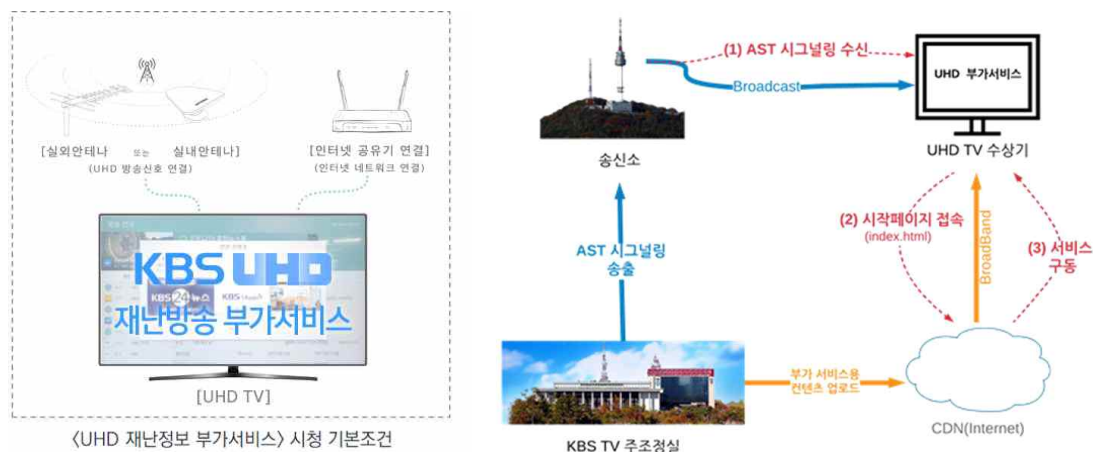 [실외안테나 또는 실내안테나]
(UHD 방송신호 연결)
[인터넷 공유기 연결]
(인터넷 네트워크 연결)
KBS UHD
KBS 24 뉴스
재난방송 부가서비스
[UHD TV]
〈UHD 재난정보 부가서비스〉 시청 기본조건
(1) AST 시그널링 수신
Broadcast
UHD 부가서비스
송신소
UHD TV 수상기
AST 시그널링
송출
(2) 시작페이지 접속
(index.html)
BroadBand
(3) 서비스
구동
부가 서비스용
컨텐츠 업로드
KBS TV 주조정실
CDN(Internet)